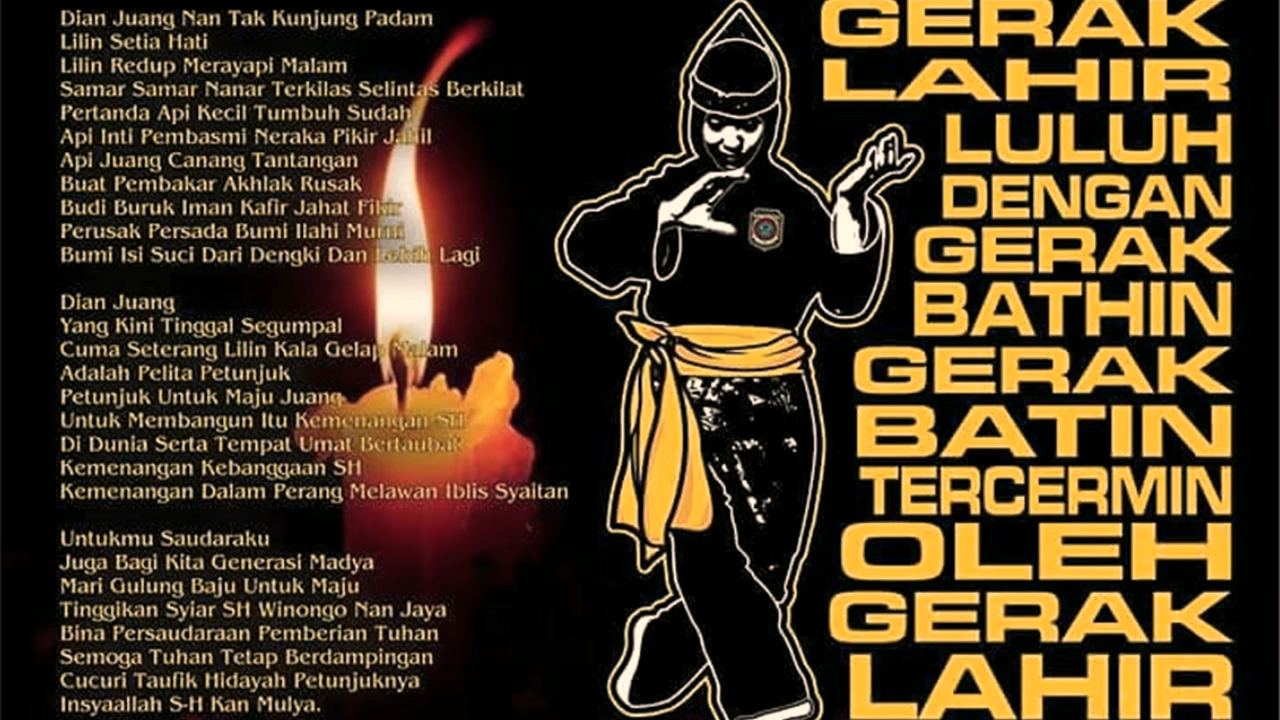 Dian Juang Nan Tak Kunjung Padam
Lilin Setia Hati
Lilin Redup Merayapi Malam
Samar Samar Nanar Terkilas Selintas Berkilat
Pertanda Api Kecil Tumbuh Sudah
Api Inti Pembasmi Neraka Pikir Jahil
Api Juang Canang Tantangan
Buat Pembakar Akhlak Rusak
Budi Buruk Iman Kafir Jahat Fikir
Perusak Persada Bumi Ilahi Murni
Bumi Isi Suci Dari Dengki Dan Lebih Lagi
Dian Juang
Yang Kini Tinggal Segumpal
Cuma Seterang Lilin Kala Gelap Malam
Adalah Pelita Petunjuk
Petunjuk Untuk Maju Juang
Untuk Membangun Itu Kemenangan SH
Di Dunia Serta Tempat Umat Bertaubat
Kemenangan Kebanggaan SH
Kemenangan Dalam Perang Melawan Iblis Syaitan
Untukmu Saudaraku
Juga Bagi Kita Generasi Madya
Mari Gulung Baju Untuk Maju
Tinggikan Syiar SH Winongo Nan Jaya
Bina Persaudaraan Pemberian Tuhan
Semoga Tuhan Tetap Berdampingan
Cucuri Taufik Hidayah Petunjuknya
Insyaallah S-H Kan Mulya.
GERAK
LAHIR
LULUH
DENGAN
GERAK
BATHIN
GERAK
BATIN
TERCERMIN
OLEH
GERAK
LAHIR